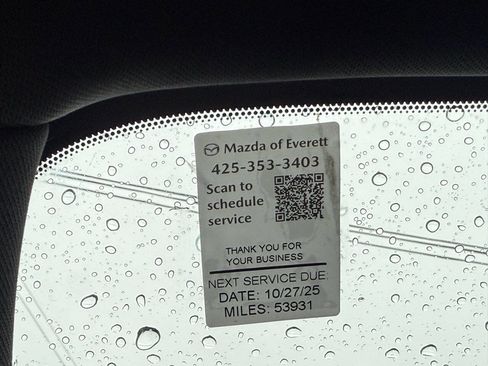 Mazda of Everett
425-353-3403
Scan to
schedule
service
THANK YOU FOR
YOUR BUSINESS
NEXT SERVICE DUE:
DATE: 10/27/25
MILES: 53931